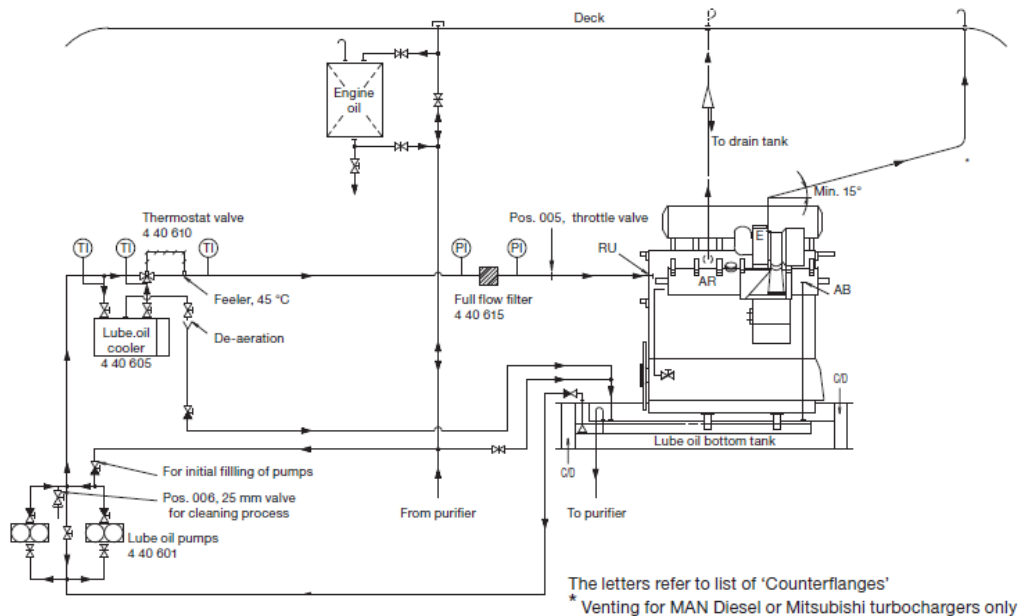 Deck
Engine
oil
To drain tank
Min. 15°
Thermostat valve
4 40 610
Pos. 005, throttle valve
TI
TI
TI
PI
PI
RU
E
AR
AB
Feeler, 45 °C
Full flow filter
4 40 615
Lube.oil
cooler
4 40 605
De-aeration
C/D
Lube oil bottom tank
C/D
For initial fillling of pumps
Pos. 006, 25 mm valve
for cleaning process
From purifier
To purifier
Lube oil pumps
4 40 601
The letters refer to list of 'Counterflanges'
* Venting for MAN Diesel or Mitsubishi turbochargers only